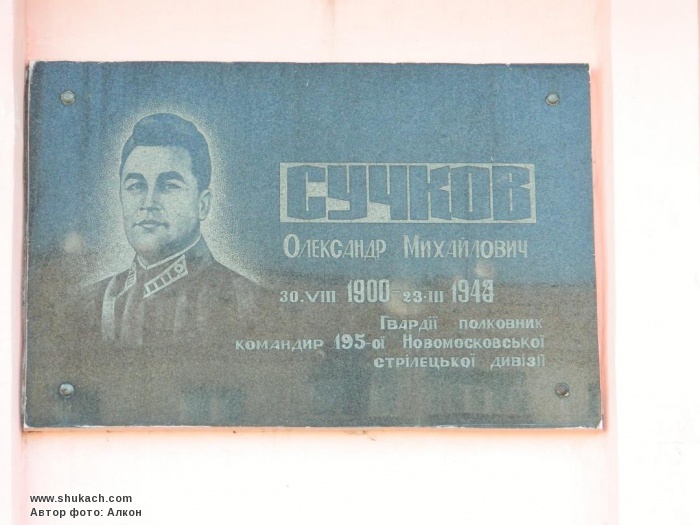 СУЧКОВ
Олександр Михайлович
30.VIII 1900-23.III
Гвардії полковник
командир 195-ої Новомосковської
стрілецької дивізії
www.shukach.com
Автор фото: Алкон